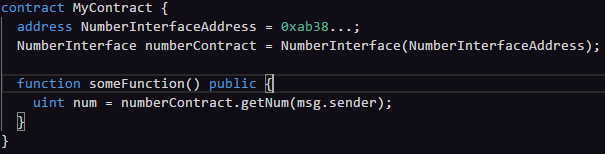 contract MyContract {
address NumberInterfaceAddress = 0xab38...;
NumberInterface numberContract = NumberInterface(NumberInterfaceAddress);
function someFunction() public {
uint num = numberContract.getNum(msg.sender);
}
}